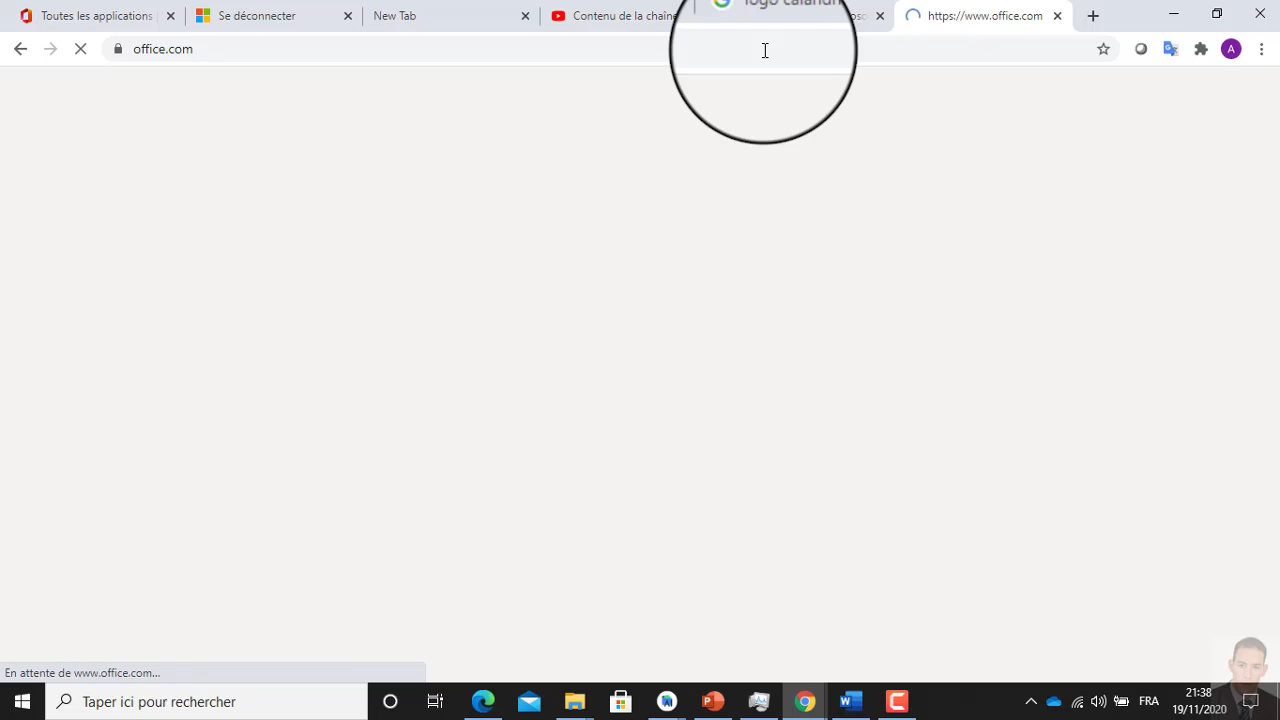 Toutes les applications
Se déconnecter
New Tab
Contenu de la chaîne
logo
https://www.office.com
office.com
A
En attente de www.office.com...
Taper ici pour rechercher
FRA
21:38
19/11/2020